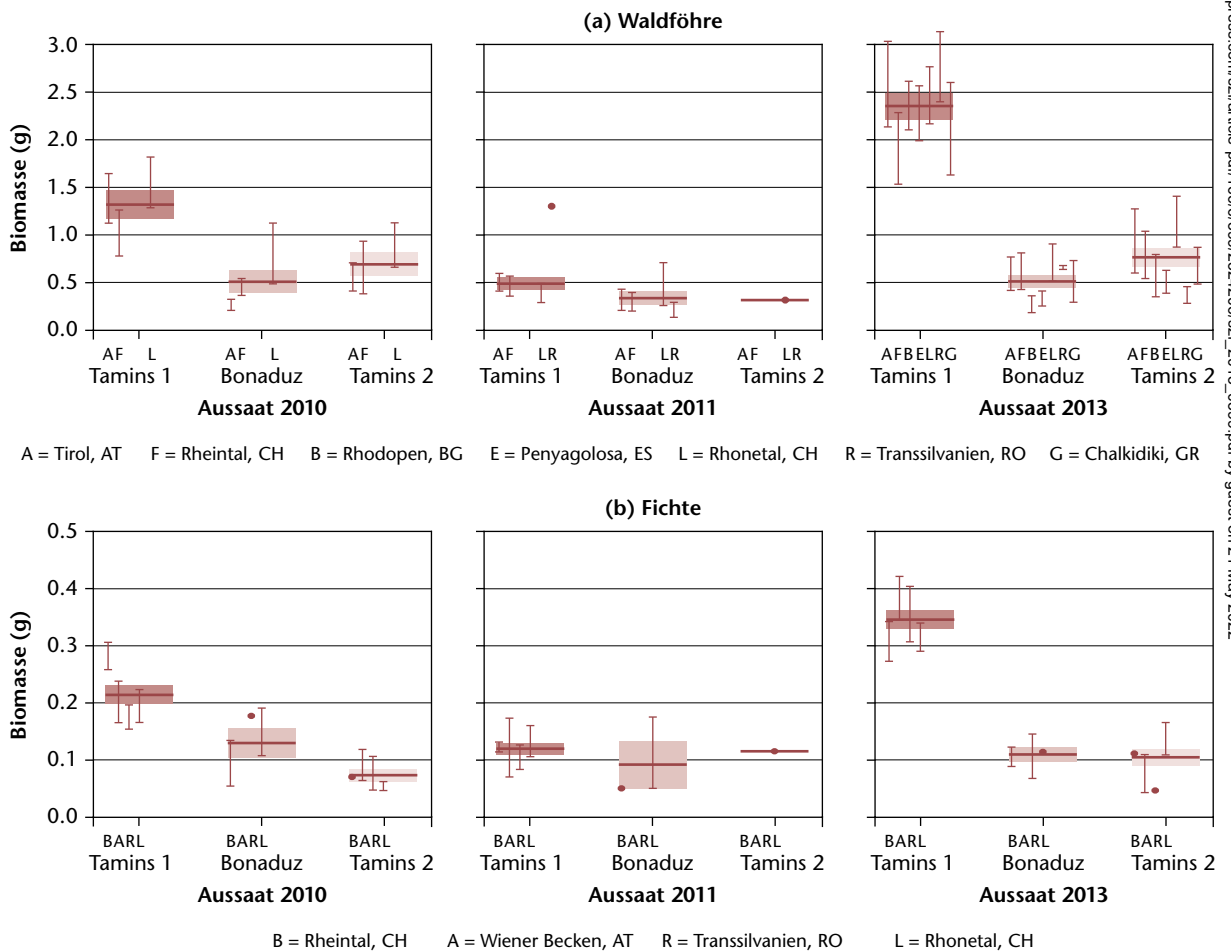 (a) Waldföhre
Biomasse (g)
3.0
2.5
2.0
1.5
1.0
0.5
0.0
AF L AF L AF L
Tamins 1 Bonaduz Tamins 2
Aussaat 2010
AF LR AF LR AF LR
Tamins 1 Bonaduz Tamins 2
Aussaat 2011
AFBELRG AFBELRG AFBELRG
Tamins 1 Bonaduz Tamins 2
Aussaat 2013
A = Tirol, AT F = Rheintal, CH B = Rhodopen, BG E = Penyagolosa, ES L = Rhonetal, CH R = Transsilvanien, RO G = Chalkidiki, GR
(b) Fichte
Biomasse (g)
0.5
0.4
0.3
0.2
0.1
0.0
BARL BARL BARL
Tamins 1 Bonaduz Tamins 2
Aussaat 2010
BARL BARL BARL
Tamins 1 Bonaduz Tamins 2
Aussaat 2011
BARL BARL BARL
Tamins 1 Bonaduz Tamins 2
Aussaat 2013
B = Rheintal, CH A = Wiener Becken, AT R = Transsilvanien, RO L = Rhonetal, CH
by guest on 21 May 2022